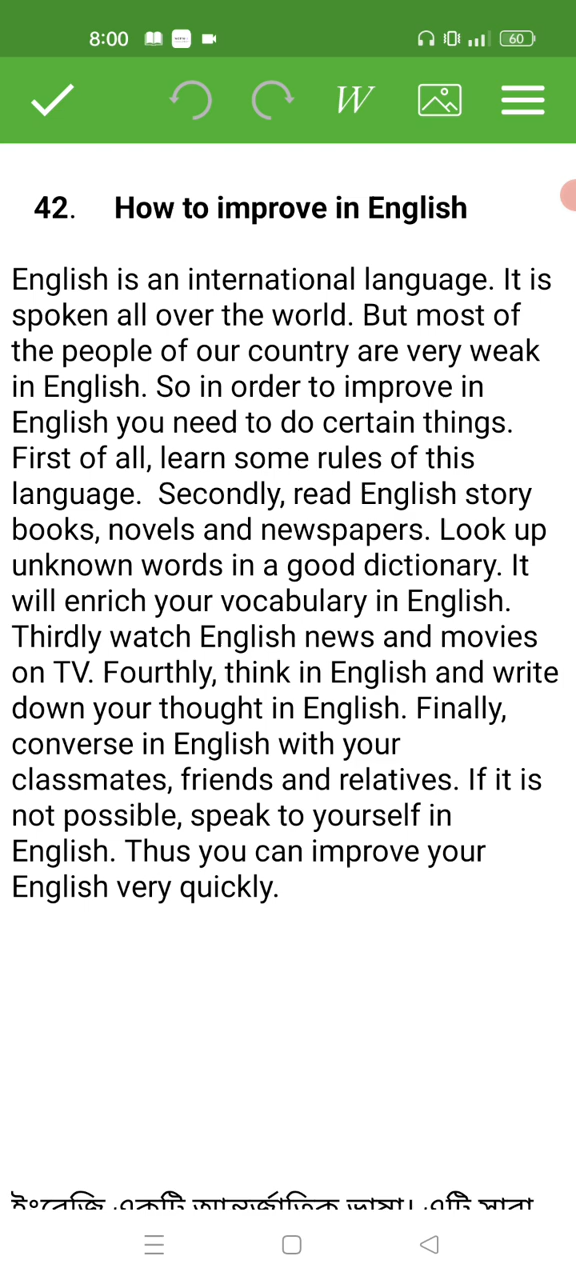 8:00
60
W
42. How to improve in English
English is an international language. It is
spoken all over the world. But most of
the people of our country are very weak
in English. So in order to improve in
English you need to do certain things.
First of all, learn some rules of this
language.  Secondly, read English story
books, novels and newspapers. Look up
unknown words in a good dictionary. It
will enrich your vocabulary in English.
Thirdly watch English news and movies
on TV. Fourthly, think in English and write
down your thought in English. Finally,
converse in English with your
classmates, friends and relatives. If it is
not possible, speak to yourself in
English. Thus you can improve your
English very quickly.
ইংরেজি একটি আন্তর্জাতিক ভাষা। এটি সারা